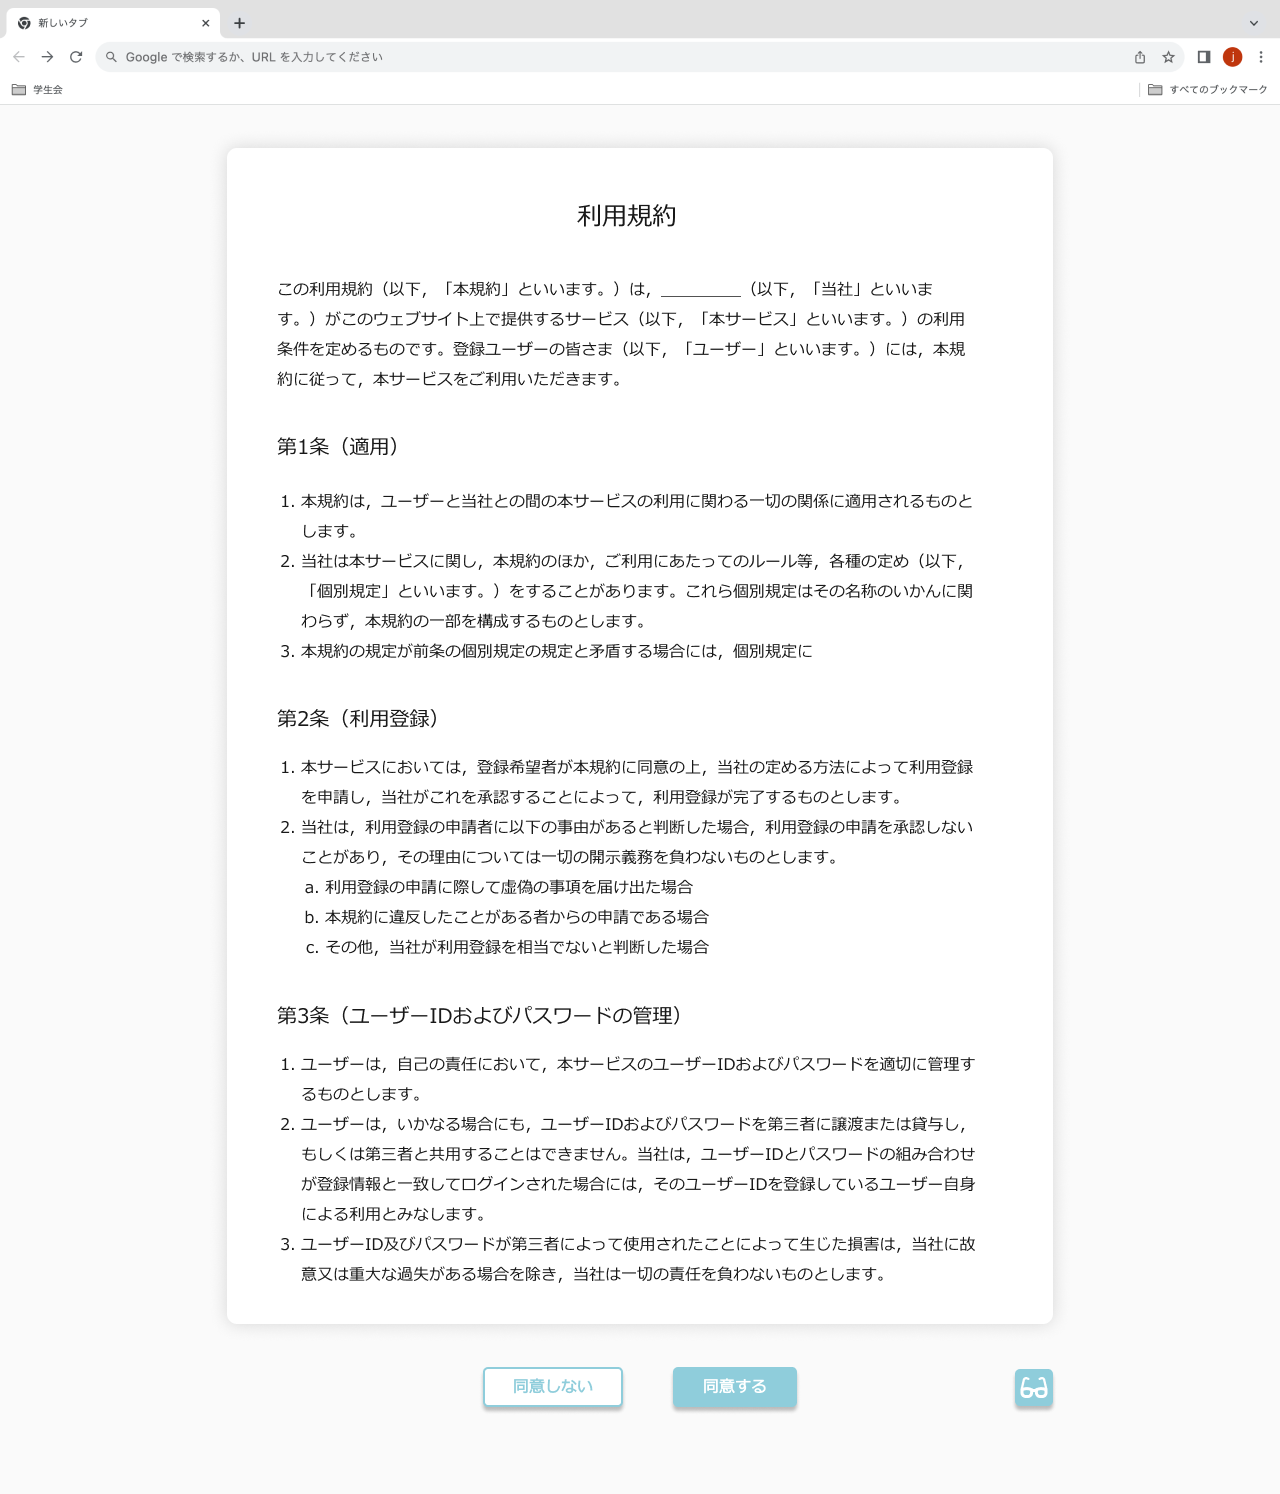 新しいタブ
Google で検索するか、URL を入力してください
j
学生会
すべてのブックマーク
利用規約
この利用規約（以下，「本規約」といいます。）は，__________（以下，「当社」といいま
す。）がこのウェブサイト上で提供するサービス（以下，「本サービス」といいます。）の利用
条件を定めるものです。登録ユーザーの皆さま（以下，「ユーザー」といいます。）には，本規
約に従って，本サービスをご利用いただきます。
第1条（適用）
1. 本規約は，ユーザーと当社との間の本サービスの利用に関わる一切の関係に適用されるものと
します。
2. 当社は本サービスに関し，本規約のほか，ご利用にあたってのルール等，各種の定め（以下，
「個別規定」といいます。）をすることがあります。これら個別規定はその名称のいかんに関
わらず，本規約の一部を構成するものとします。
3. 本規約の規定が前条の個別規定の規定と矛盾する場合には，個別規定に
第2条（利用登録）
1. 本サービスにおいては，登録希望者が本規約に同意の上，当社の定める方法によって利用登録
を申請し，当社がこれを承認することによって，利用登録が完了するものとします。
2. 当社は，利用登録の申請者に以下の事由があると判断した場合，利用登録の申請を承認しない
ことがあり，その理由については一切の開示義務を負わないものとします。
a. 利用登録の申請に際して虚偽の事項を届け出た場合
b. 本規約に違反したことがある者からの申請である場合
c. その他，当社が利用登録を相当でないと判断した場合
第3条（ユーザーIDおよびパスワードの管理）
1. ユーザーは，自己の責任において，本サービスのユーザーIDおよびパスワードを適切に管理す
るものとします。
2. ユーザーは，いかなる場合にも，ユーザーIDおよびパスワードを第三者に譲渡または貸与し，
もしくは第三者と共用することはできません。当社は，ユーザーIDとパスワードの組み合わせ
が登録情報と一致してログインされた場合には，そのユーザーIDを登録しているユーザー自身
による利用とみなします。
3. ユーザーID及びパスワードが第三者によって使用されたことによって生じた損害は，当社に故
意又は重大な過失がある場合を除き，当社は一切の責任を負わないものとします。
同意しない
同意する